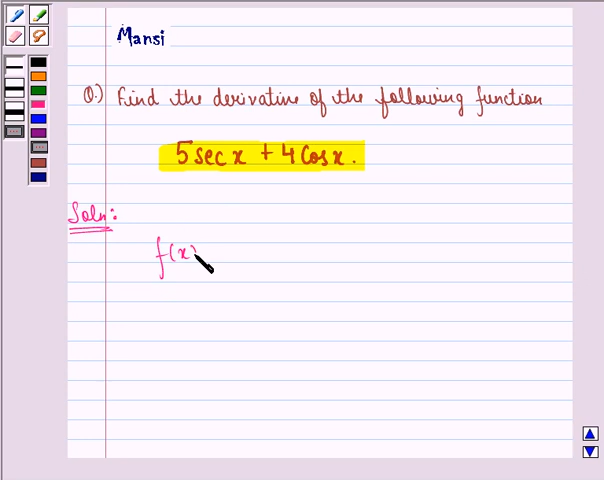 Mansi
Q.) Find the derivative of the following function
5 sec x + 4 Cos x.
Soln:
f(x)